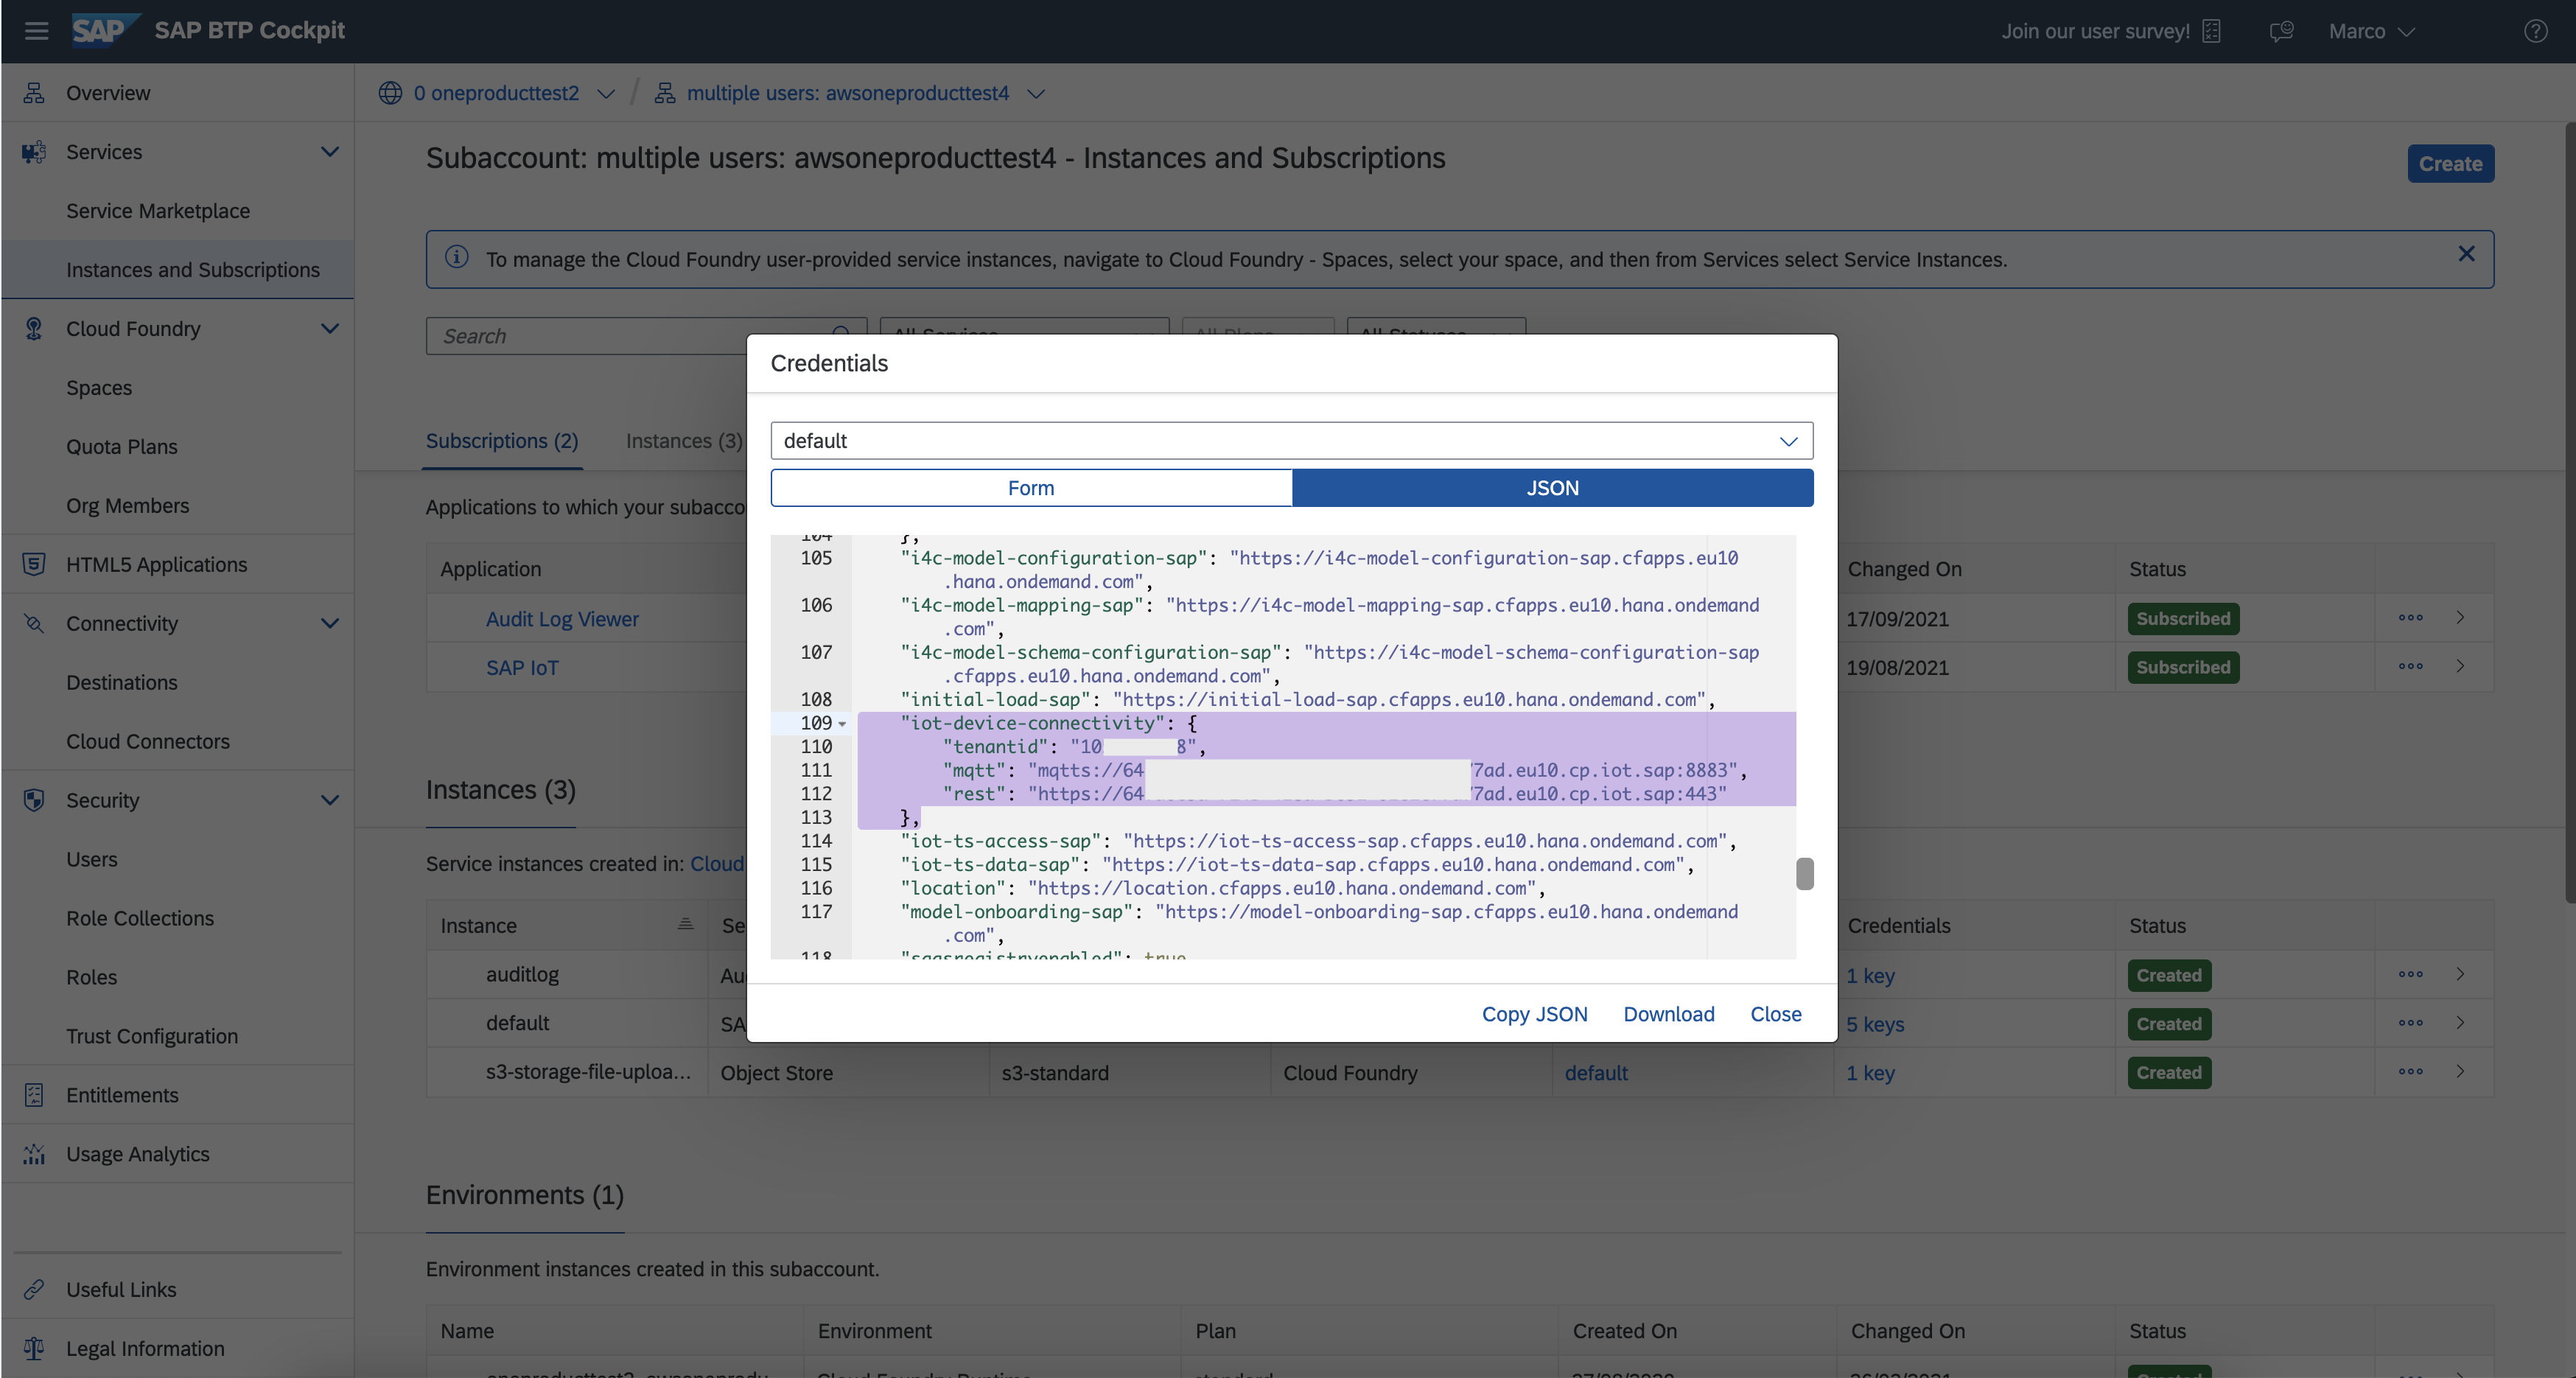 SAP
SAP BTP Cockpit
Join our user survey!
Marco
Overview
Services
Service Marketplace
Instances and Subscriptions
Cloud Foundry
Spaces
Quota Plans
Org Members
HTML5 Applications
Connectivity
Destinations
Cloud Connectors
Security
Users
Role Collections
Roles
Trust Configuration
Entitlements
Usage Analytics
Useful Links
Legal Information
0 oneproducttest2 / multiple users: awsoneproducttest4
Subaccount: multiple users: awsoneproducttest4 - Instances and Subscriptions
Create
To manage the Cloud Foundry user-provided service instances, navigate to Cloud Foundry - Spaces, select your space, and then from Services select Service Instances.
Search
All Services
All Plans
All Statuses
Subscriptions (2)
Instances (3)
Applications to which your subacco
Application
Changed On
Status
Audit Log Viewer
17/09/2021
Subscribed
SAP IoT
19/08/2021
Subscribed
Credentials
default
Form
JSON
104 },
105 "i4c-model-configuration-sap": "https://i4c-model-configuration-sap.cfapps.eu10
.hana.ondemand.com",
106 "i4c-model-mapping-sap": "https://i4c-model-mapping-sap.cfapps.eu10.hana.ondemand
.com",
107 "i4c-model-schema-configuration-sap": "https://i4c-model-schema-configuration-sap
.cfapps.eu10.hana.ondemand.com",
108 "initial-load-sap": "https://initial-load-sap.cfapps.eu10.hana.ondemand.com",
109 "iot-device-connectivity": {
110 "tenantid": "10 8",
111 "mqtt": "mqtts://64 7ad.eu10.cp.iot.sap:8883",
112 "rest": "https://64 7ad.eu10.cp.iot.sap:443"
113 },
114 "iot-ts-access-sap": "https://iot-ts-access-sap.cfapps.eu10.hana.ondemand.com",
115 "iot-ts-data-sap": "https://iot-ts-data-sap.cfapps.eu10.hana.ondemand.com",
116 "location": "https://location.cfapps.eu10.hana.ondemand.com",
117 "model-onboarding-sap": "https://model-onboarding-sap.cfapps.eu10.hana.ondemand
.com",
118 true
Copy JSON
Download
Close
Instances (3)
Service instances created in: Cloud
Instance
Se
Credentials
Status
auditlog
Au
1 key
Created
default
SA
5 keys
Created
s3-storage-file-uploa...
Object Store
s3-standard
Cloud Foundry
default
1 key
Created
Environments (1)
Environment instances created in this subaccount.
Name
Environment
Plan
Created On
Changed On
Status